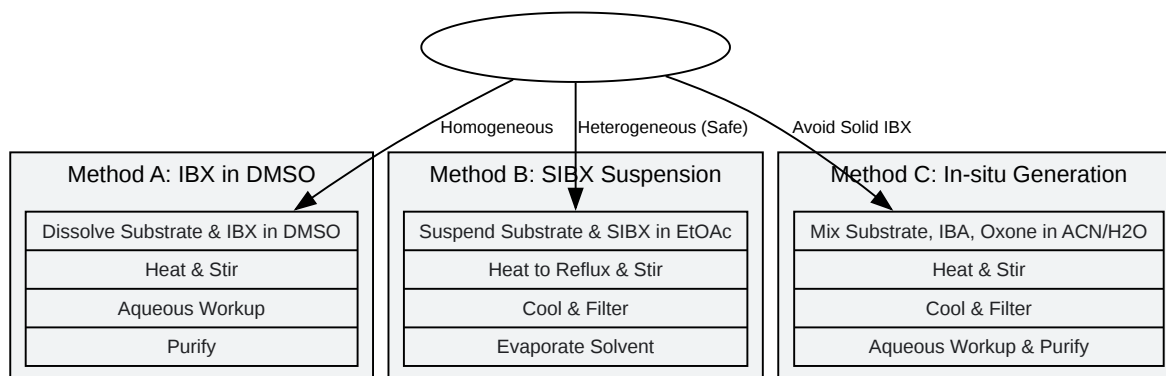 Homogeneous
Heterogeneous (Safe)
Avoid Solid IBX
Method A: IBX in DMSO
Dissolve Substrate & IBX in DMSO
Heat & Stir
Aqueous Workup
Purify
Method B: SIBX Suspension
Suspend Substrate & SIBX in EtOAc
Heat to Reflux & Stir
Cool & Filter
Evaporate Solvent
Method C: In-situ Generation
Mix Substrate, IBA, Oxone in ACN/H2O
Heat & Stir
Cool & Filter
Aqueous Workup & Purify